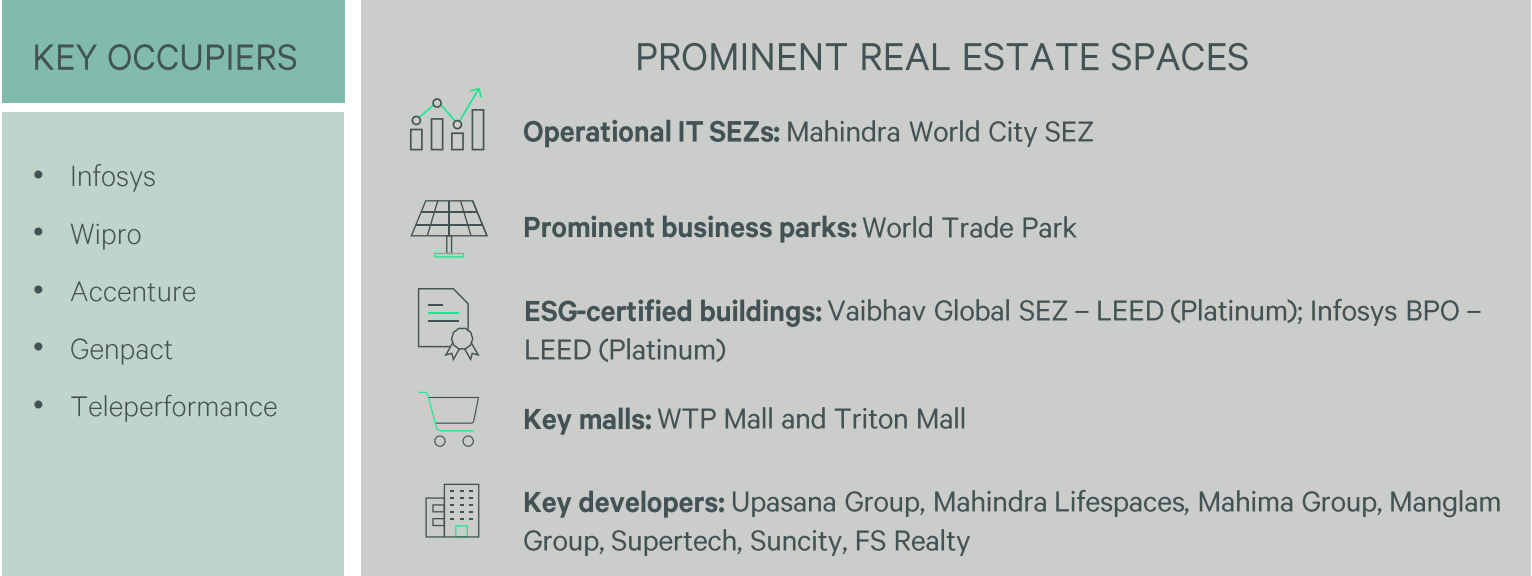 KEY OCCUPIERS
• Infosys
• Wipro
• Accenture
• Genpact
• Teleperformance
PROMINENT REAL ESTATE SPACES
Operational IT SEZs: Mahindra World City SEZ
Prominent business parks: World Trade Park
ESG-certified buildings: Vaibhav Global SEZ – LEED (Platinum); Infosys BPO –
LEED (Platinum)
Key malls: WTP Mall and Triton Mall
Key developers: Upasana Group, Mahindra Lifespaces, Mahima Group, Manglam
Group, Supertech, Suncity, FS Realty